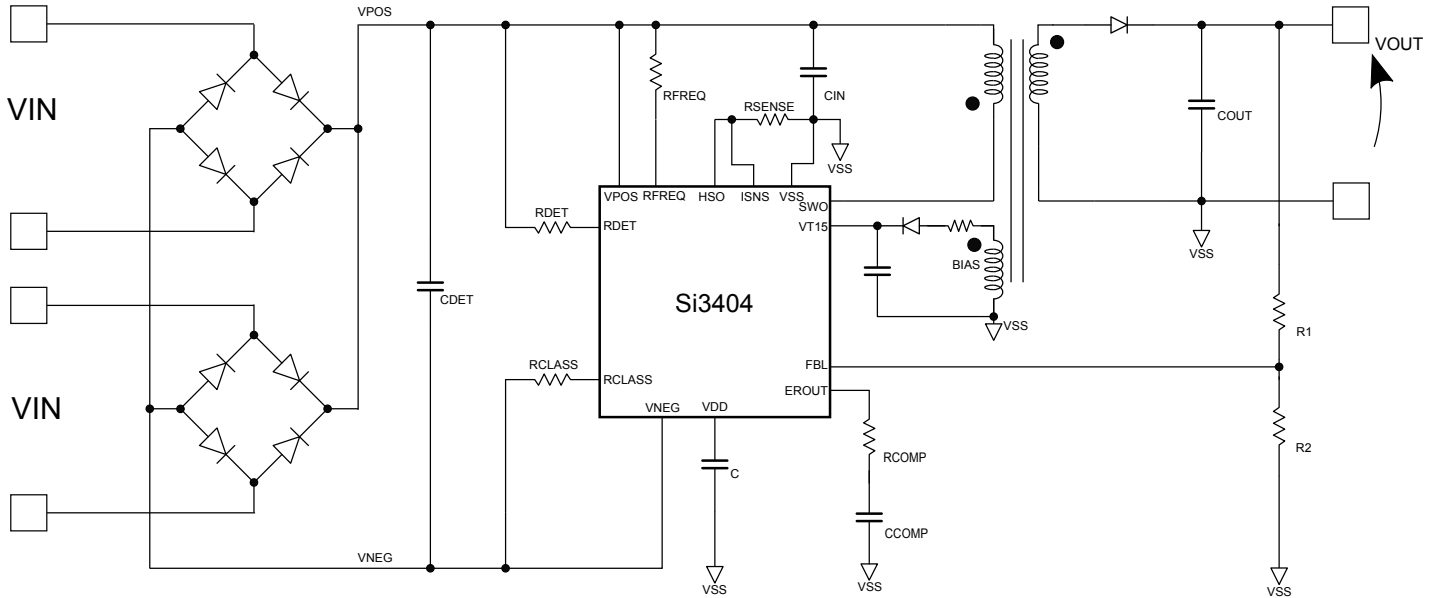 VPOS
VOUT
VIN
RFREQ
CIN
RSENSE
COUT
VSS
VPOS
RFREQ
HSO
ISNS
VSS
VSS
SWO
RDET
RDET
VT15
BIAS
CDET
Si3404
VSS
R1
RCLASS
RCLASS
FBL
EROUT
VIN
VNEG
VDD
RCOMP
R2
C
CCOMP
VNEG
VSS
VSS
VSS